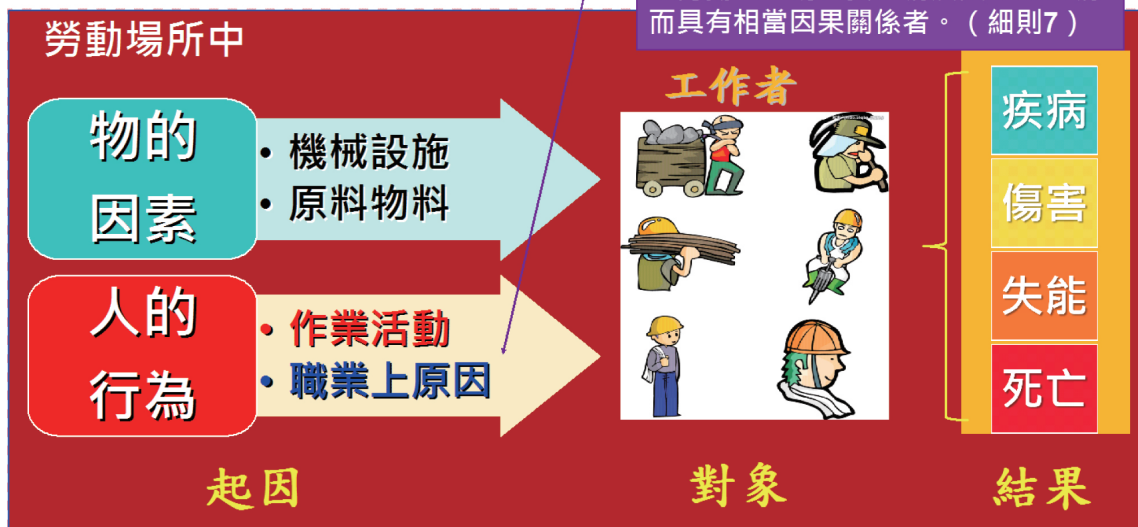 而具有相當因果關係者。（細則7）
勞動場所中
物的
因素
• 機械設施
• 原料物料
人的
行為
• 作業活動
• 職業上原因
工作者
疾病
傷害
失能
死亡
起因
對象
結果